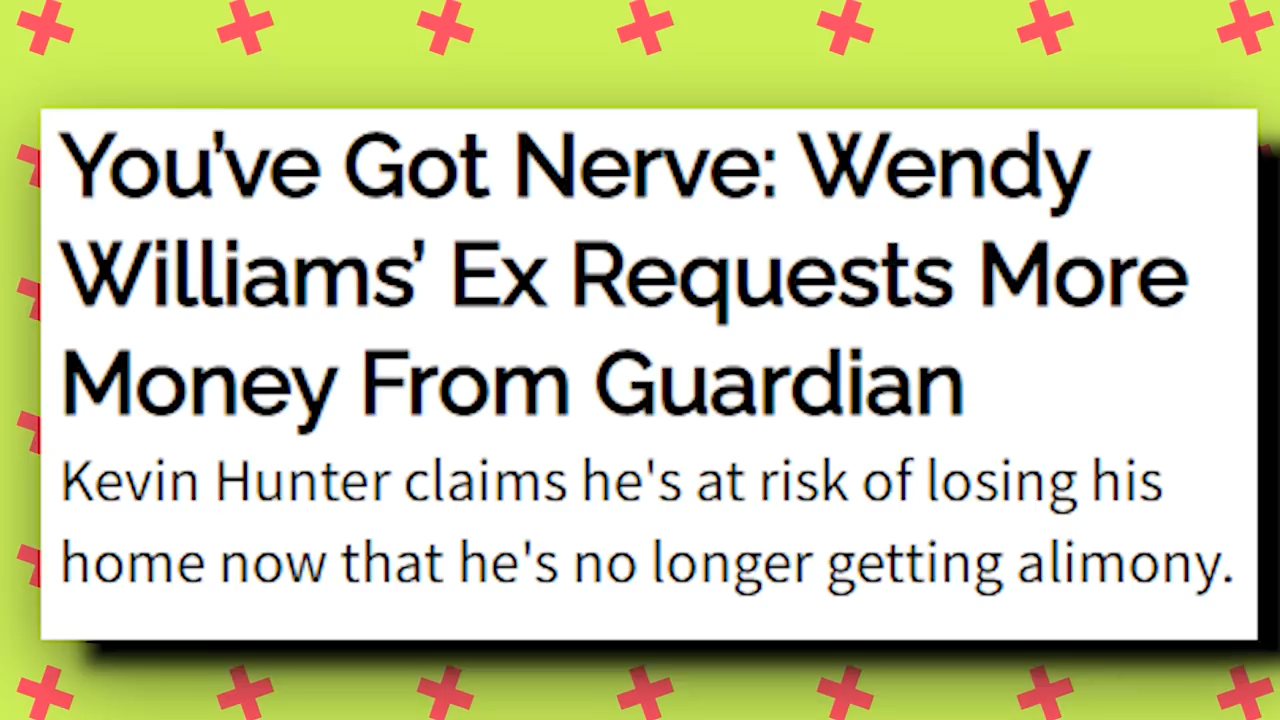 You’ve Got Nerve: Wendy
Williams’ Ex Requests More
Money From Guardian
Kevin Hunter claims he's at risk of losing his
home now that he's no longer getting alimony.